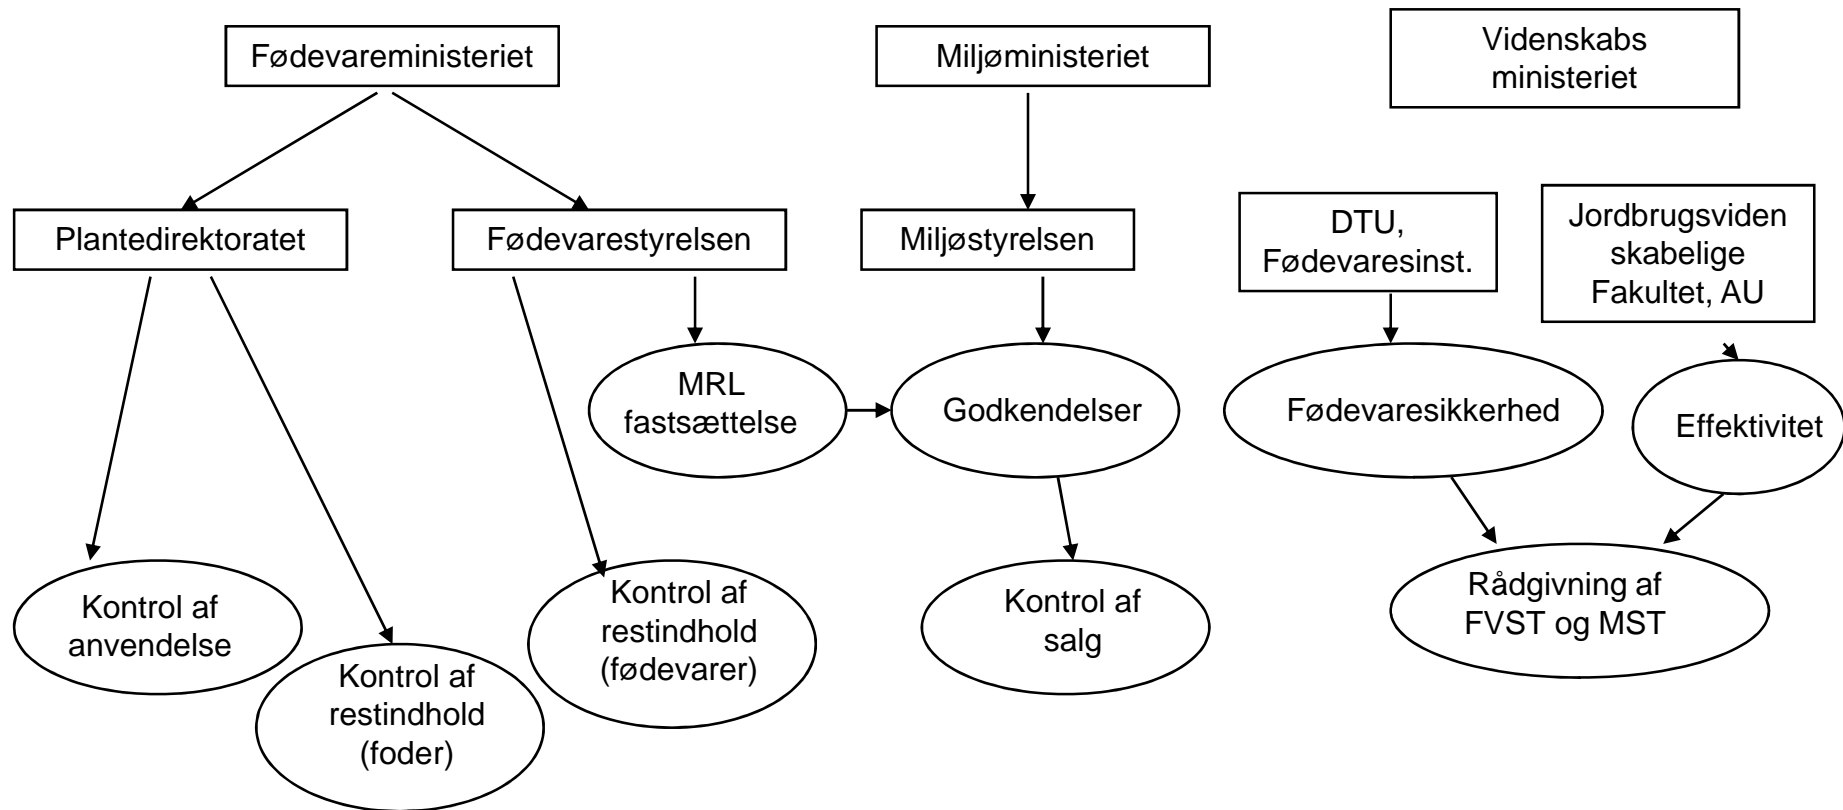 Fødevareministeriet
Miljøministeriet
Videnskabs
ministeriet
Plantedirektoratet
Fødevarestyrelsen
Miljøstyrelsen
DTU,
Fødevaresinst.
Jordbrugsviden
skabelige
Fakultet, AU
MRL
fastsættelse
Godkendelser
Fødevaresikkerhed
Effektivitet
Kontrol af
anvendelse
Kontrol af
restindhold
(foder)
Kontrol af
restindhold
(fødevarer)
Kontrol af
salg
Rådgivning af
FVST og MST